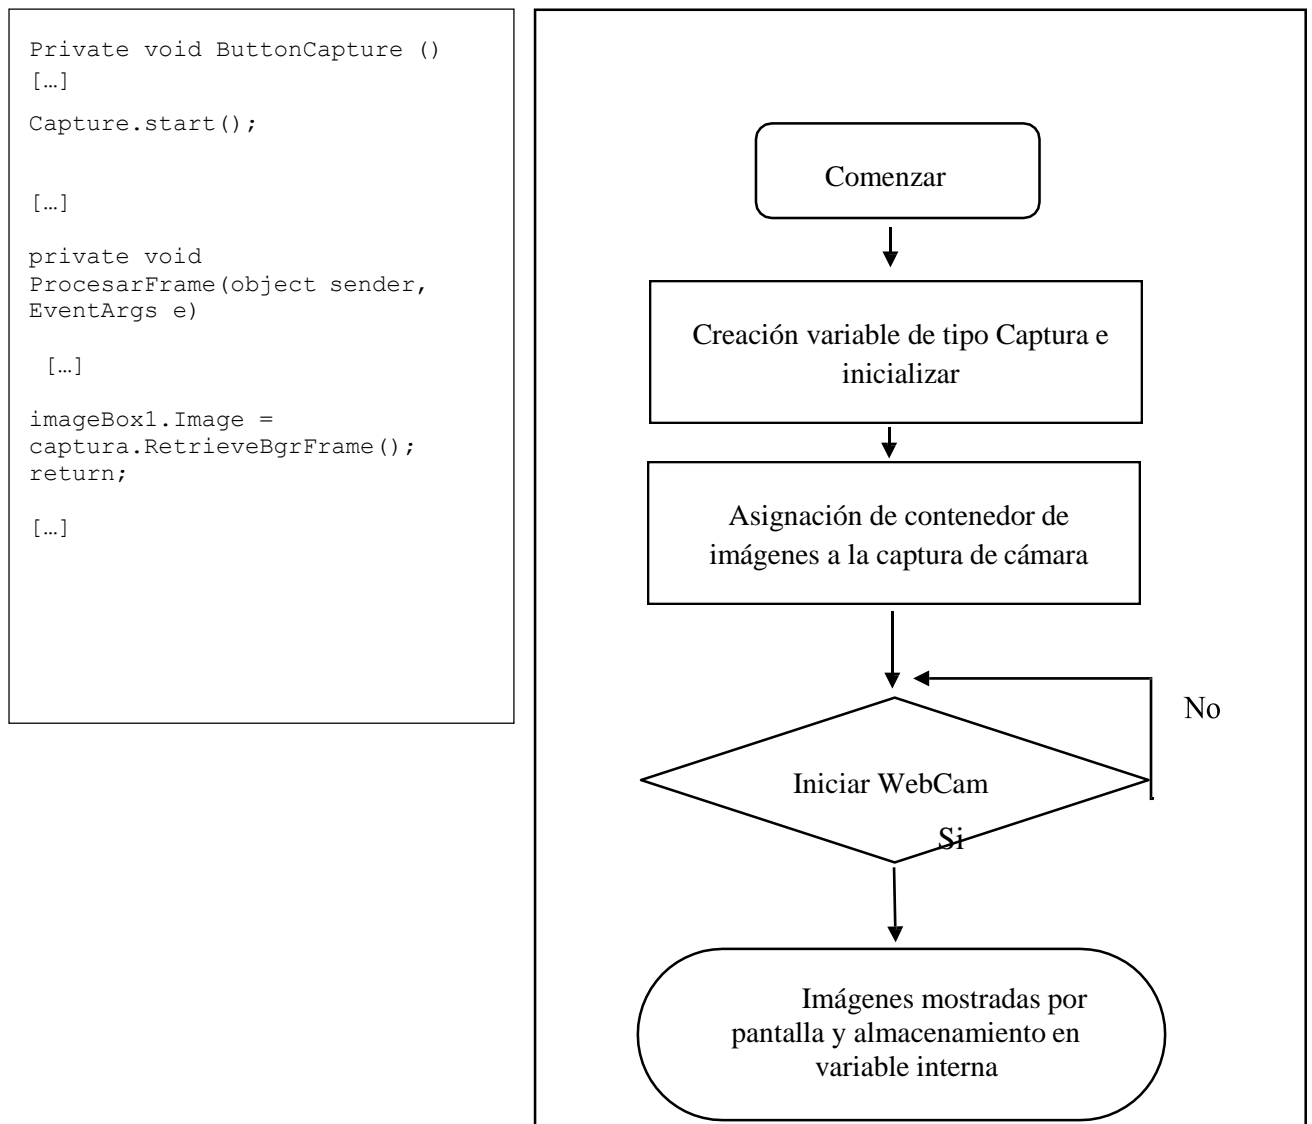 Private void ButtonCapture ()
[…]
Capture.start();
[…]
private void
ProcesarFrame(object sender,
EventArgs e)
[…]
imageBox1.Image =
captura.RetrieveBgrFrame();
return;
[…]
Comenzar
Creación variable de tipo Captura e
inicializar
Asignación de contenedor de
imágenes a la captura de cámara
No
Iniciar WebCam
Si
Imágenes mostradas por
pantalla y almacenamiento en
variable interna